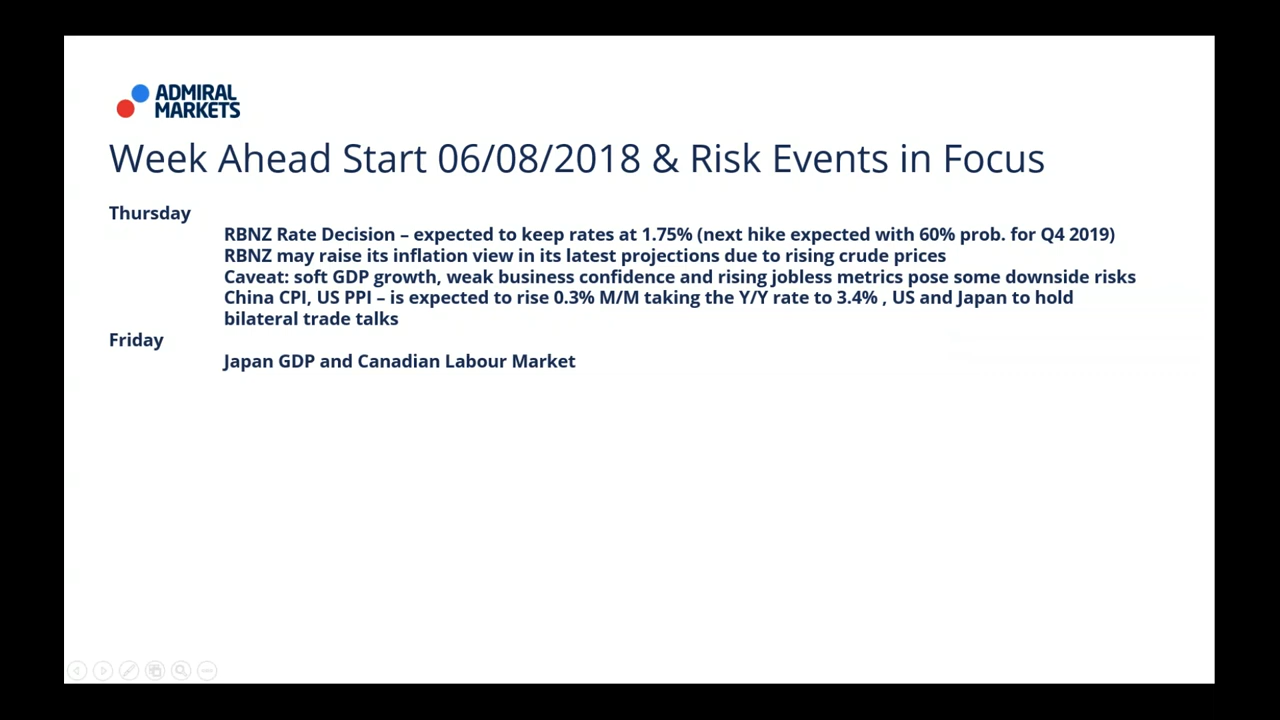 ADMIRAL
MARKETS
Week Ahead Start 06/08/2018 & Risk Events in Focus
Thursday
RBNZ Rate Decision – expected to keep rates at 1.75% (next hike expected with 60% prob. for Q4 2019)
RBNZ may raise its inflation view in its latest projections due to rising crude prices
Caveat: soft GDP growth, weak business confidence and rising jobless metrics pose some downside risks
China CPI, US PPI – is expected to rise 0.3% M/M taking the Y/Y rate to 3.4% , US and Japan to hold
bilateral trade talks
Friday
Japan GDP and Canadian Labour Market